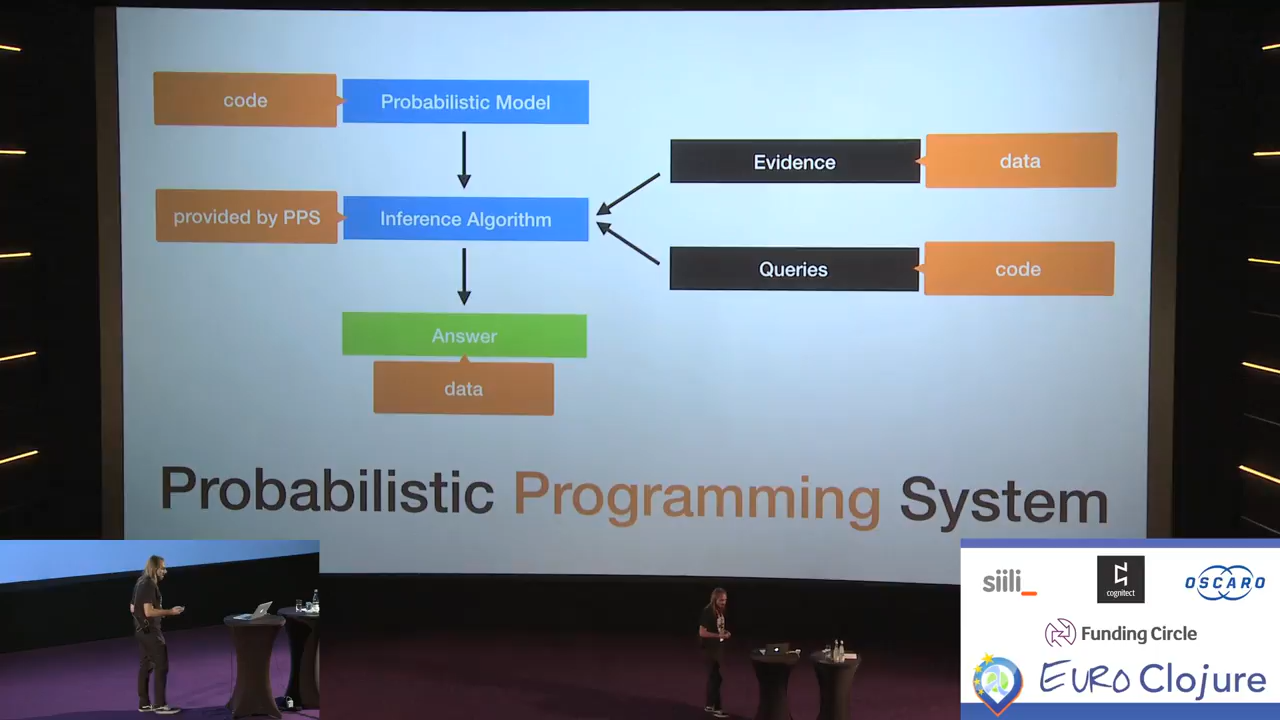 code
Probabilistic Model
Evidence
data
provided by PPS
Inference Algorithm
Queries
code
Answer
data
Probabilistic Programming System
siili_
cognitect
OSCARO
Funding Circle
EURO Clojure